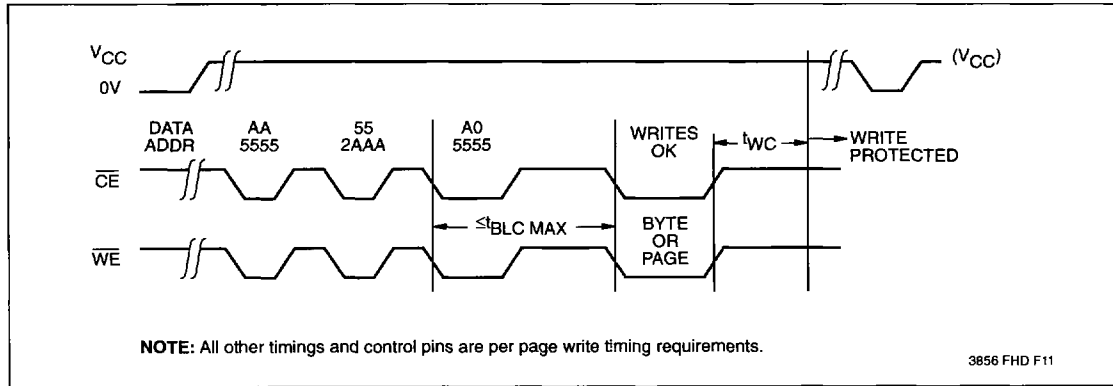 VCC
(VCC)
0V
DATA AA 55 A0 WRITES
ADDR 5555 2AAA 5555 OK
tWC
WRITE
PROTECTED
CE
≤tBLC MAX
BYTE
OR
PAGE
WE
NOTE: All other timings and control pins are per page write timing requirements.
3856 FHD F11